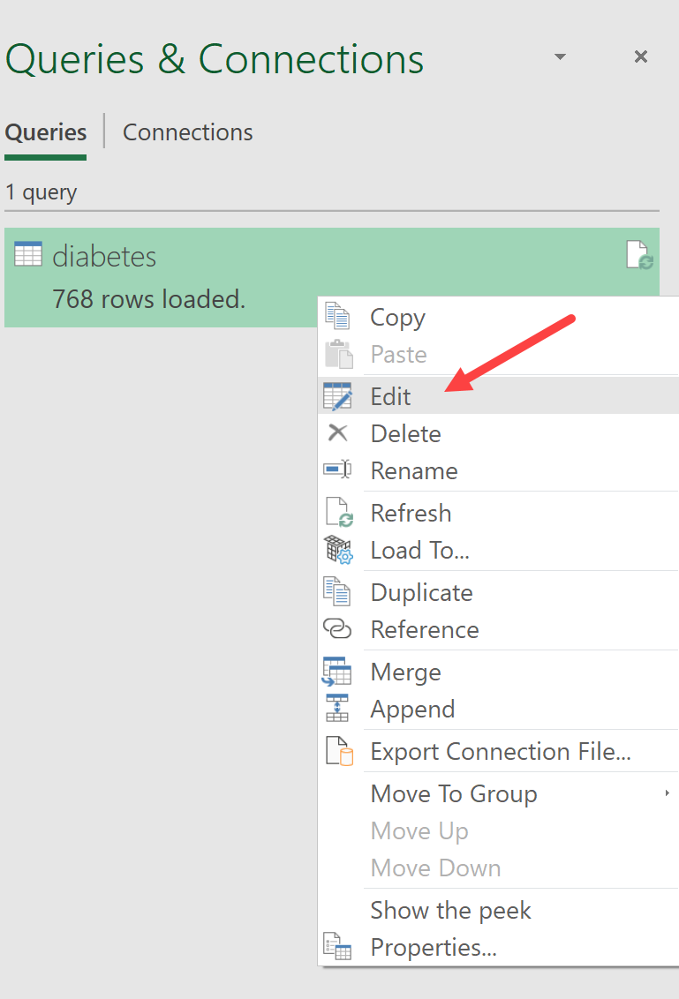 Queries & Connections
Queries
Connections
1 query
diabetes
768 rows loaded.
Copy
Paste
Edit
Delete
Rename
Refresh
Load To...
Duplicate
Reference
Merge
Append
Export Connection File...
Move To Group
Move Up
Move Down
Show the peek
Properties...